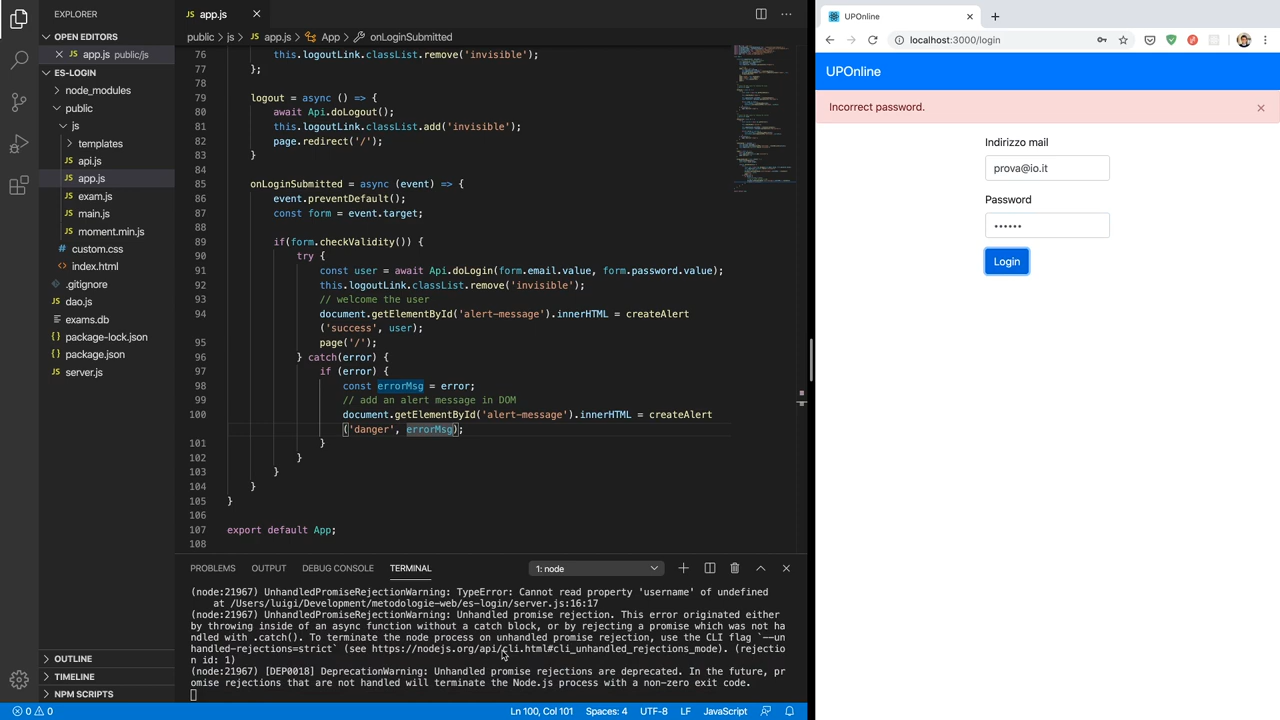 EXPLORER
OPEN EDITORS
app.js public/js
ES-LOGIN
node_modules
public
js
templates
api.js
app.js
exam.js
main.js
moment.min.js
custom.css
index.html
.gitignore
dao.js
exams.db
package-lock.json
package.json
server.js
OUTLINE
TIMELINE
NPM SCRIPTS
app.js
public > js > app.js > App > onLoginSubmitted
76 this.logoutLink.classList.remove('invisible');
77 };
78
79 logout = async () => {
80 await Api.doLogout();
81 this.logoutLink.classList.add('invisible');
82 page.redirect('/');
83 }
84
85 onLoginSubmitted = async (event) => {
86 event.preventDefault();
87 const form = event.target;
88
89 if(form.checkValidity()) {
90 try {
91 const user = await Api.doLogin(form.email.value, form.password.value);
92 this.logoutLink.classList.remove('invisible');
93 // welcome the user
94 document.getElementById('alert-message').innerHTML = createAlert
('success', user);
95 page('/');
96 } catch(error) {
97 if (error) {
98 const errorMsg = error;
99 // add an alert message in DOM
100 document.getElementById('alert-message').innerHTML = createAlert
('danger', errorMsg);
101 }
102 }
103 }
104 }
105 }
106
107 export default App;
108
PROBLEMS OUTPUT DEBUG CONSOLE TERMINAL 1: node
(node:21967) UnhandledPromiseRejectionWarning: TypeError: Cannot read property 'username' of undefined
at /Users/luigi/Development/metodologie-web/es-login/server.js:16:17
(node:21967) UnhandledPromiseRejectionWarning: Unhandled promise rejection. This error originated either
by throwing inside of an async function without a catch block, or by rejecting a promise which was not ha
ndled with .catch(). To terminate the node process on unhandled promise rejection, use the CLI flag `--un
handled-rejections=strict` (see https://nodejs.org/api/cli.html#cli_unhandled_rejections_mode). (rejectio
n id: 1)
(node:21967) [DEP0018] DeprecationWarning: Unhandled promise rejections are deprecated. In the future, pr
omise rejections that are not handled will terminate the Node.js process with a non-zero exit code.
0 0 Ln 100, Col 101 Spaces: 4 UTF-8 LF JavaScript
UPOnline
localhost:3000/login
UPOnline
Incorrect password.
Indirizzo mail
prova@io.it
Password
Login